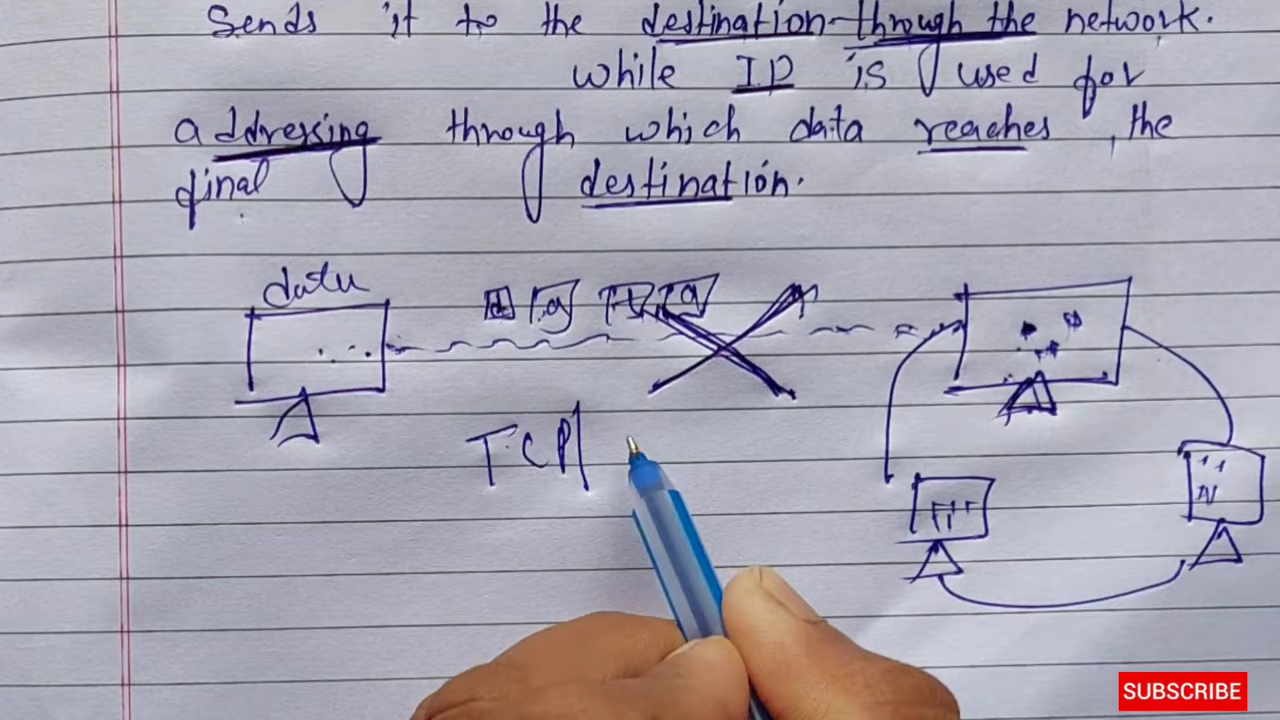 Sends it to the destination through the network.
while IP is used for
addressing through which data reaches the
final destination.
data
TCP/
SUBSCRIBE